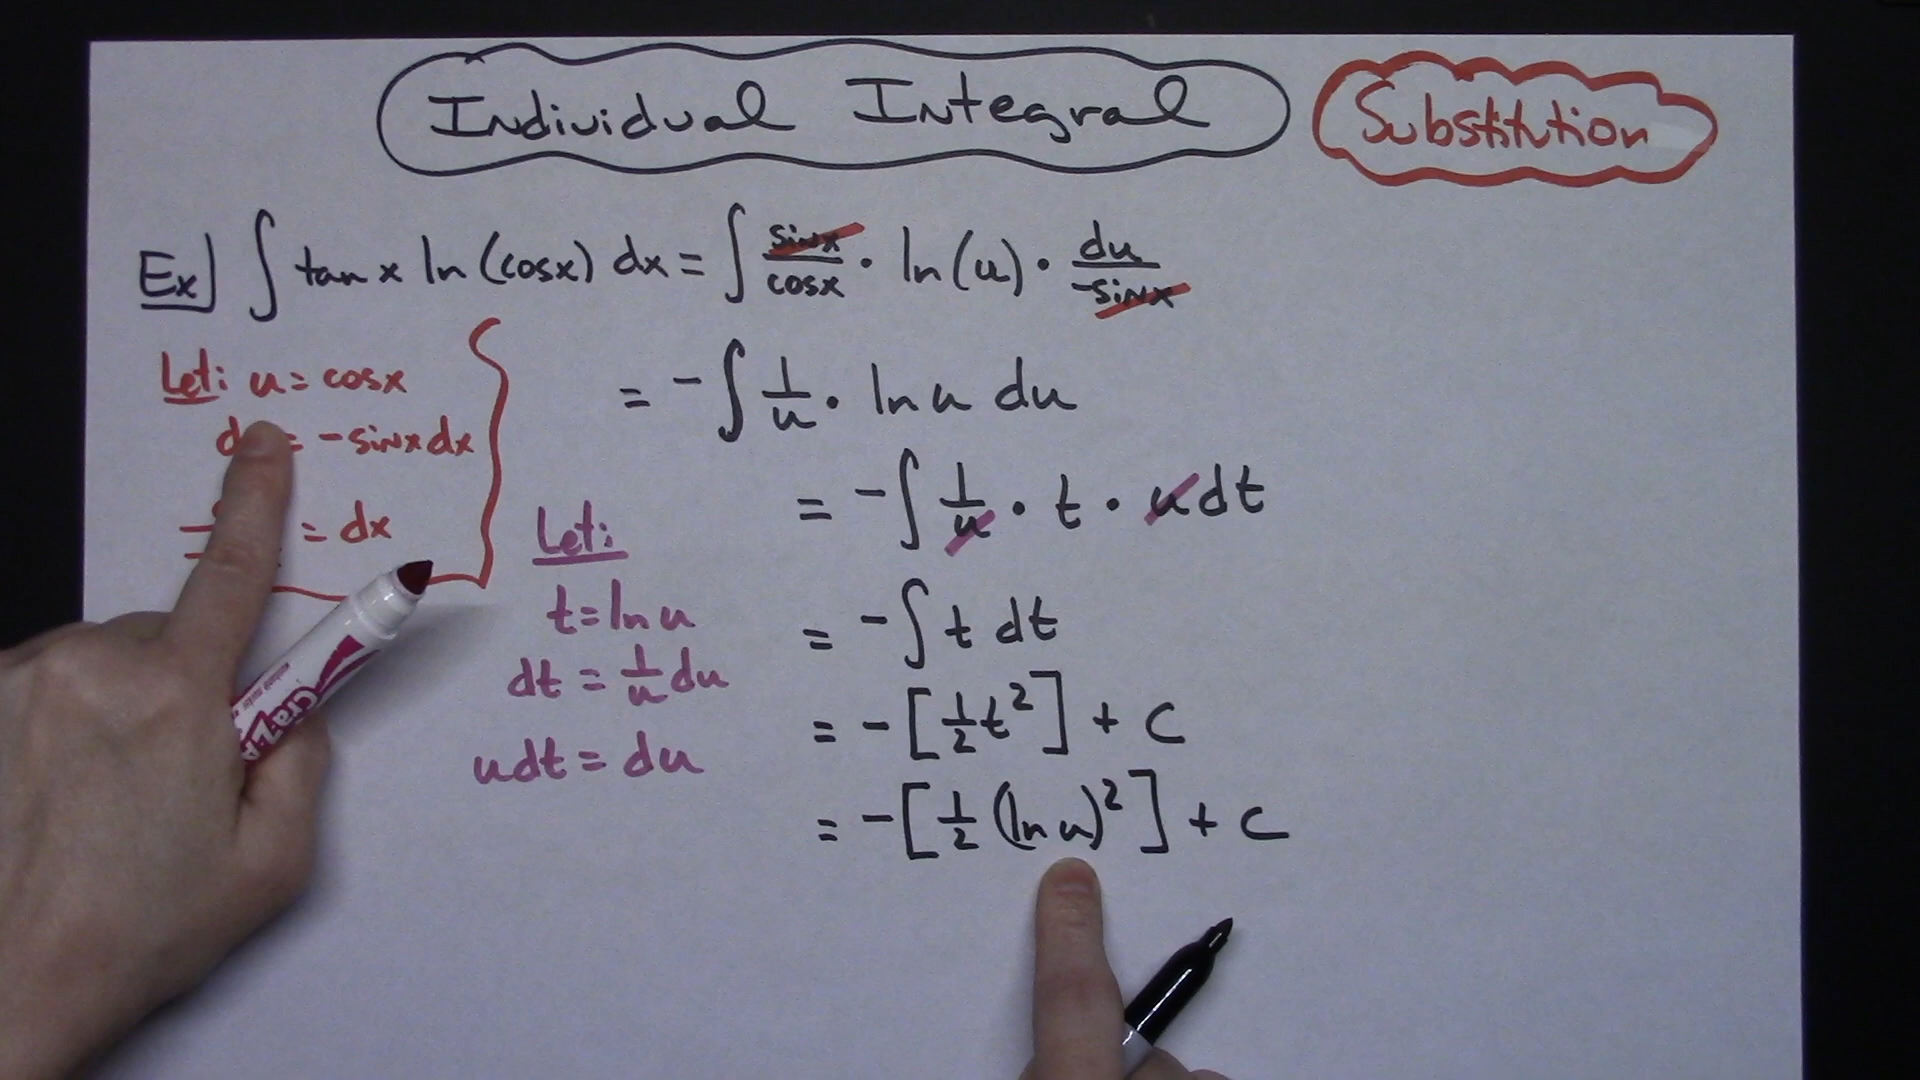 Individual Integral
Substitution
Ex] ∫ tan x ln (cosx) dx = ∫ sinx/cosx · ln(u) · du/-sinx
Let: u = cosx
= - ∫ 1/u · ln u du
= -sinx dx
= dx
= - ∫ 1/u · t · u dt
Let:
t = ln u
= - ∫ t dt
dt = 1/u du
= - [1/2 t²] + C
u dt = du
= - [1/2 (ln u)²] + C